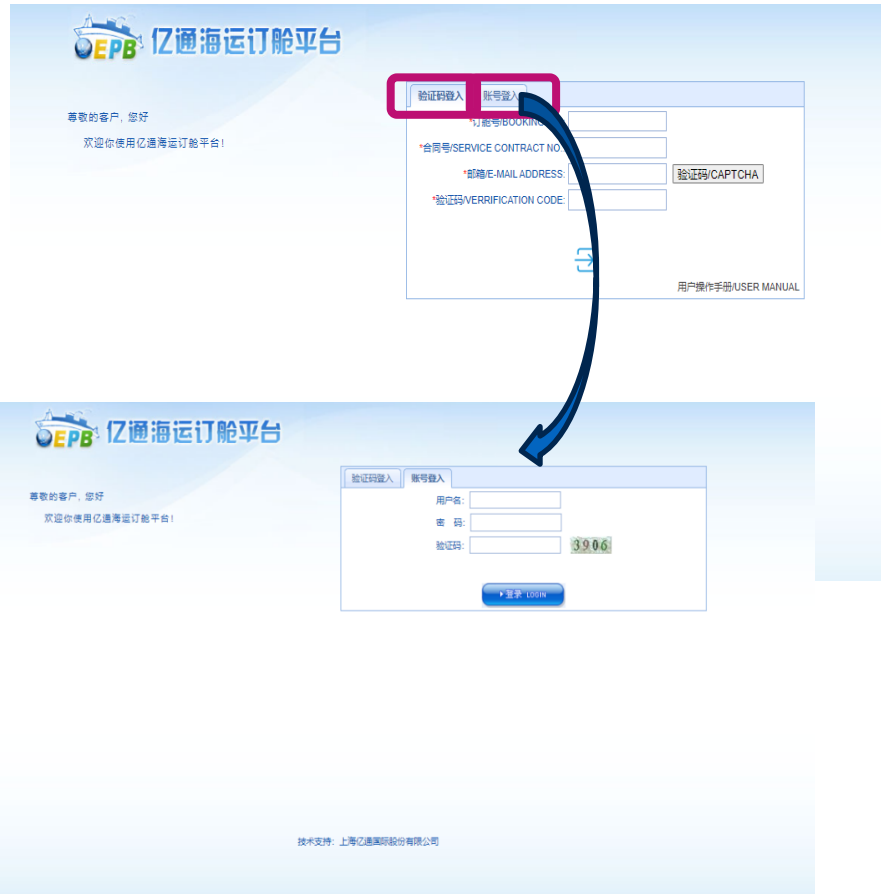 EPB 亿通海运订舱平台
验证码登入 账号登入
尊敬的客户，您好
欢迎你使用亿通海运订舱平台！
*订舱号/BOOKING
*合同号/SERVICE CONTRACT NO
*邮箱/E-MAIL ADDRESS:
验证码/CAPTCHA
*验证码/VERRIFICATION CODE:
用户操作手册/USER MANUAL
EPB 亿通海运订舱平台
验证码登入 账号登入
尊敬的客户，您好
欢迎你使用亿通海运订舱平台！
用户名:
密 码:
验证码:
3906
登录 LOGIN
技术支持：上海亿通国际股份有限公司